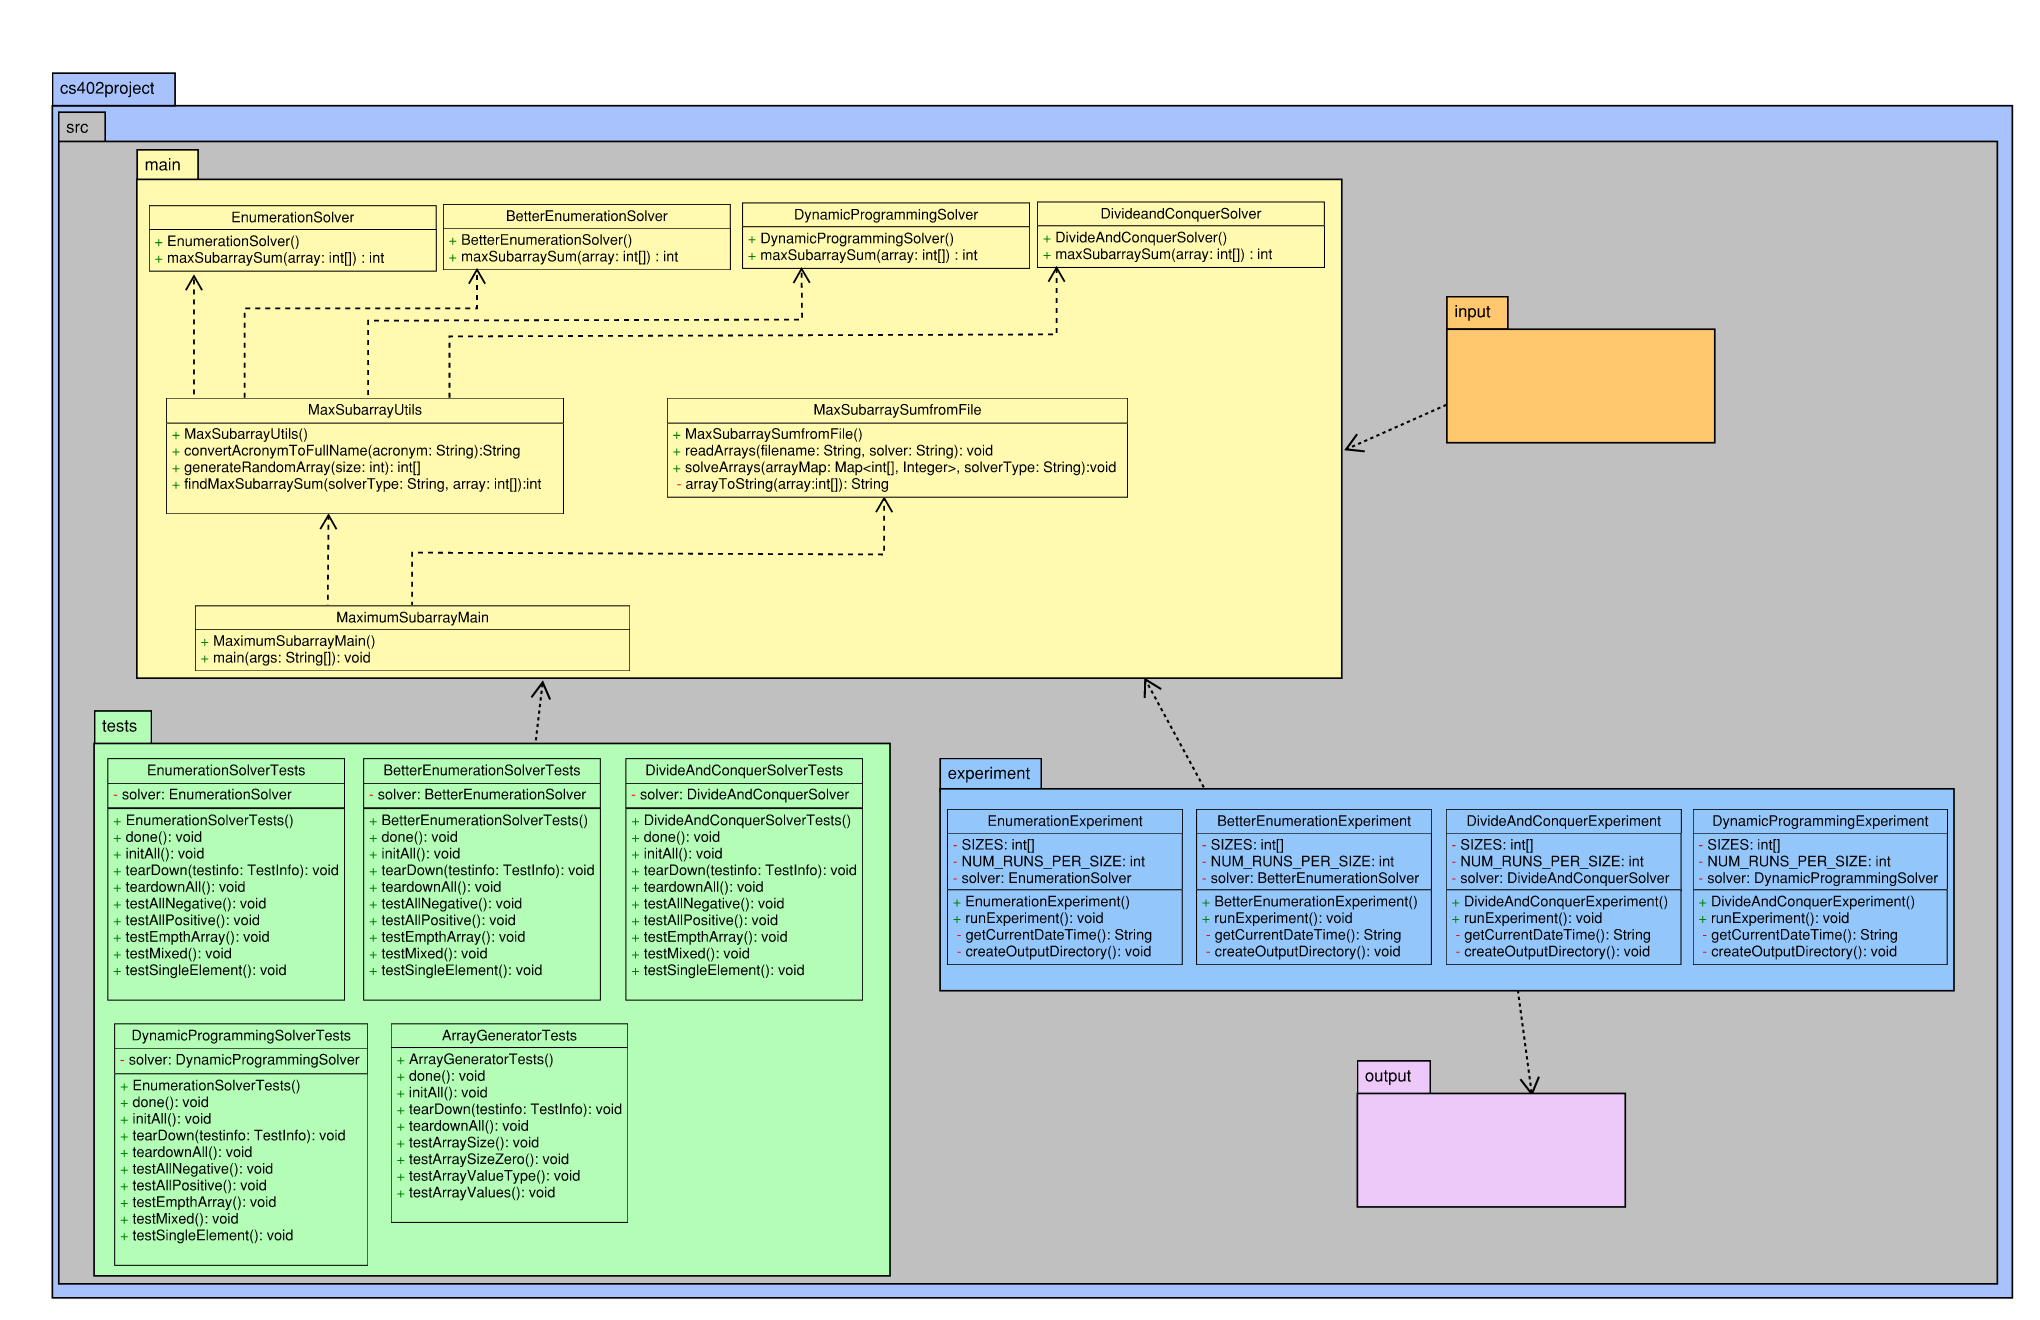 cs402project
src
main
EnumerationSolver
+ EnumerationSolver()
+ maxSubarraySum(array: int[]) : int
BetterEnumerationSolver
+ BetterEnumerationSolver()
+ maxSubarraySum(array: int[]) : int
DynamicProgrammingSolver
+ DynamicProgrammingSolver()
+ maxSubarraySum(array: int[]) : int
DivideandConquerSolver
+ DivideAndConquerSolver()
+ maxSubarraySum(array: int[]) : int
input
MaxSubarrayUtils
+ MaxSubarrayUtils()
+ convertAcronymToFullName(acronym: String):String
+ generateRandomArray(size: int): int[]
+ findMaxSubarraySum(solverType: String, array: int[]):int
MaxSubarraySumfromFile
+ MaxSubarraySumfromFile()
+ readArrays(filename: String, solver: String): void
+ solveArrays(arrayMap: Map<int[], Integer>, solverType: String):void
- arrayToString(array:int[]): String
MaximumSubarrayMain
+ MaximumSubarrayMain()
+ main(args: String[]): void
tests
EnumerationSolverTests
- solver: EnumerationSolver
+ EnumerationSolverTests()
+ done(): void
+ initAll(): void
+ tearDown(testinfo: TestInfo): void
+ teardownAll(): void
+ testAllNegative(): void
+ testAllPositive(): void
+ testEmpthArray(): void
+ testMixed(): void
+ testSingleElement(): void
BetterEnumerationSolverTests
- solver: BetterEnumerationSolver
+ BetterEnumerationSolverTests()
+ done(): void
+ initAll(): void
+ tearDown(testinfo: TestInfo): void
+ teardownAll(): void
+ testAllNegative(): void
+ testAllPositive(): void
+ testEmpthArray(): void
+ testMixed(): void
+ testSingleElement(): void
DivideAndConquerSolverTests
- solver: DivideAndConquerSolver
+ DivideAndConquerSolverTests()
+ done(): void
+ initAll(): void
+ tearDown(testinfo: TestInfo): void
+ teardownAll(): void
+ testAllNegative(): void
+ testAllPositive(): void
+ testEmpthArray(): void
+ testMixed(): void
+ testSingleElement(): void
DynamicProgrammingSolverTests
- solver: DynamicProgrammingSolver
+ EnumerationSolverTests()
+ done(): void
+ initAll(): void
+ tearDown(testinfo: TestInfo): void
+ teardownAll(): void
+ testAllNegative(): void
+ testAllPositive(): void
+ testEmpthArray(): void
+ testMixed(): void
+ testSingleElement(): void
ArrayGeneratorTests
+ ArrayGeneratorTests()
+ done(): void
+ initAll(): void
+ tearDown(testinfo: TestInfo): void
+ teardownAll(): void
+ testArraySize(): void
+ testArraySizeZero(): void
+ testArrayValueType(): void
+ testArrayValues(): void
experiment
EnumerationExperiment
- SIZES: int[]
- NUM_RUNS_PER_SIZE: int
- solver: EnumerationSolver
+ EnumerationExperiment()
+ runExperiment(): void
- getCurrentDateTime(): String
- createOutputDirectory(): void
BetterEnumerationExperiment
- SIZES: int[]
- NUM_RUNS_PER_SIZE: int
- solver: BetterEnumerationSolver
+ BetterEnumerationExperiment()
+ runExperiment(): void
- getCurrentDateTime(): String
- createOutputDirectory(): void
DivideAndConquerExperiment
- SIZES: int[]
- NUM_RUNS_PER_SIZE: int
- solver: DivideAndConquerSolver
+ DivideAndConquerExperiment()
+ runExperiment(): void
- getCurrentDateTime(): String
- createOutputDirectory(): void
DynamicProgrammingExperiment
- SIZES: int[]
- NUM_RUNS_PER_SIZE: int
- solver: DynamicProgrammingSolver
+ DivideAndConquerExperiment()
+ runExperiment(): void
- getCurrentDateTime(): String
- createOutputDirectory(): void
output